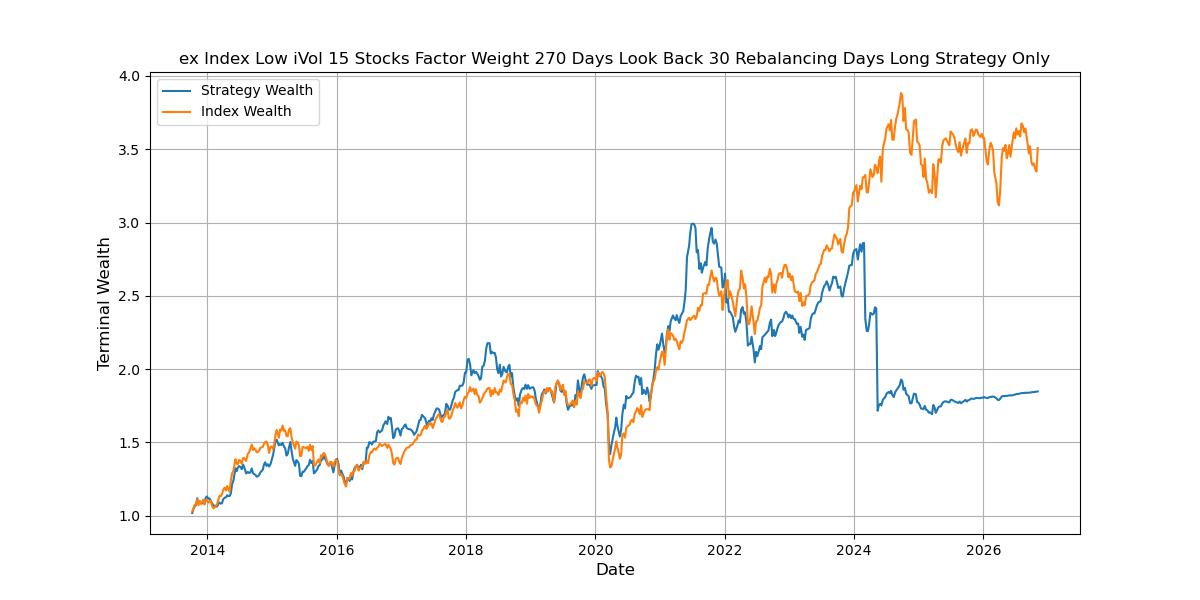 ex Index Low iVol 15 Stocks Factor Weight 270 Days Look Back 30 Rebalancing Days Long Strategy Only
Strategy Wealth
Index Wealth
Terminal Wealth
4.0
3.5
3.0
2.5
2.0
1.5
1.0
2014 2016 2018 2020 2022 2024 2026
Date